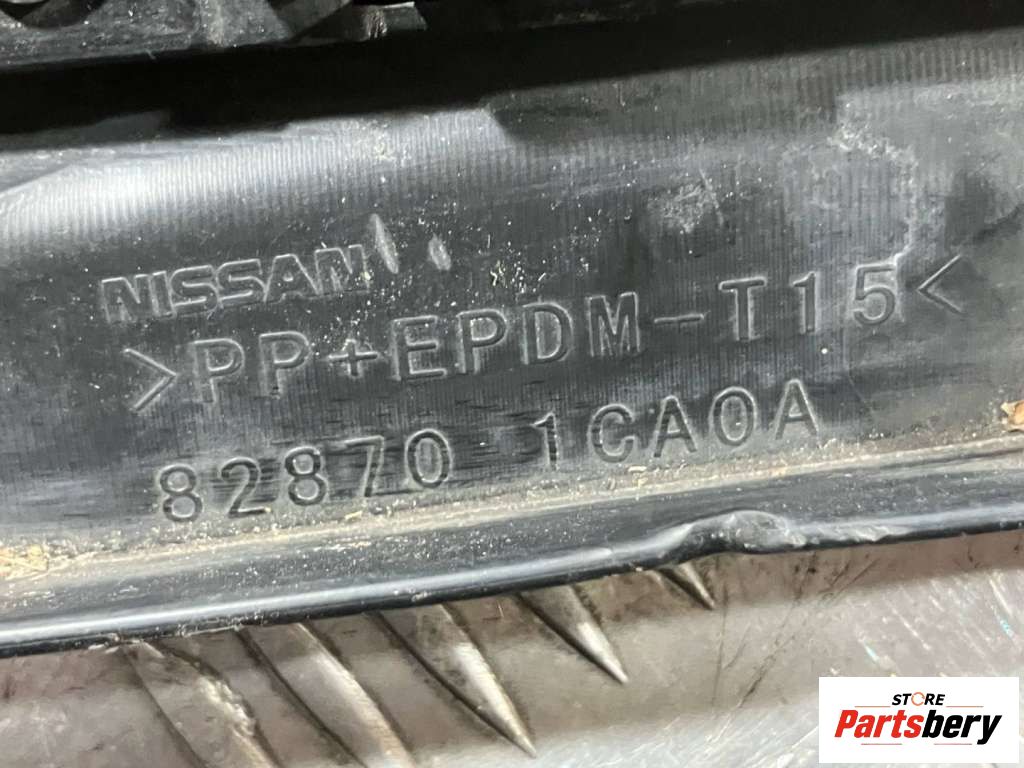 NISSAN
>PP+EPDM-T15<
82870 1CA0A
STORE
Partsbery